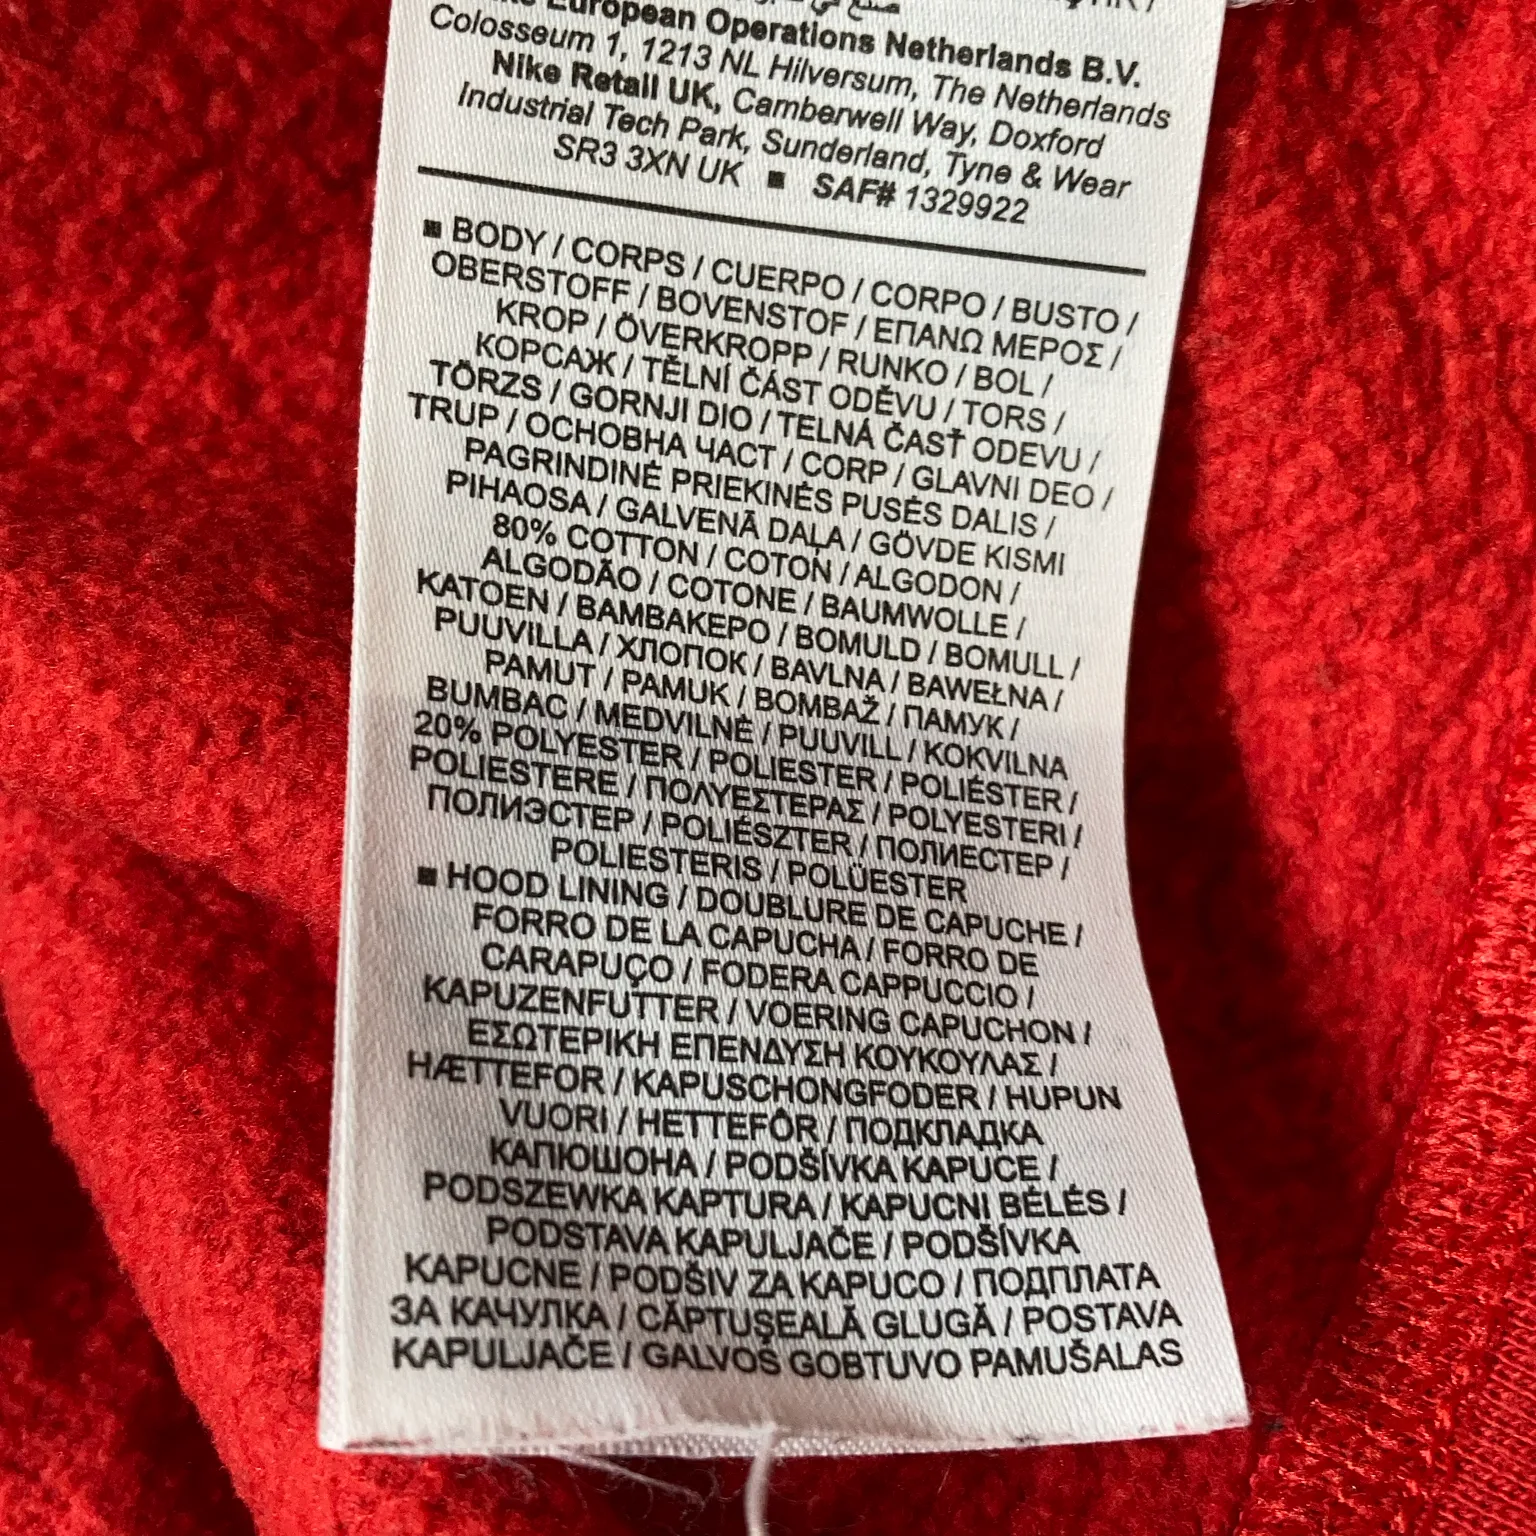 European Operations Netherlands B.V.
Colosseum 1, 1213 NL Hilversum, The Netherlands
Nike Retail UK, Camberwell Way, Doxford
Industrial Tech Park, Sunderland, Tyne & Wear
SR3 3XN UK ■ SAF# 1329922
■ BODY / CORPS / CUERPO / CORPO / BUSTO /
OBERSTOFF / BOVENSTOF / ΕΠΑΝΩ ΜΕΡΟΣ /
KROP / ÖVERKROPP / RUNKO / BOL /
КОРСАЖ / TĚLNÍ ČÁST ODĚVU / TORS /
TÖRZS / GORNJI DIO / TELNÁ ČASŤ ODEVU /
TRUP / ОСНОВНА ЧАСТ / CORP / GLAVNI DEO /
PAGRINDINĖ PRIEKINĖS PUSĖS DALIS /
PIHAOSA / GALVENĀ DAĻA / GÖVDE KISMI
80% COTTON / COTON / ALGODON /
ALGODÃO / COTONE / BAUMWOLLE /
KATOEN / ΒΑΜΒΑΚΕΡΟ / BOMULD / BOMULL /
PUUVILLA / ХЛОПОК / BAVLNA / BAWEŁNA /
PAMUT / PAMUK / BOMBAŽ / ПАМУК /
BUMBAC / MEDVILNĖ / PUUVILL / KOKVILNA
20% POLYESTER / POLIESTER / POLIÉSTER /
POLIESTERE / ΠΟΛΥΕΣΤΕΡΑΣ / POLYESTERI /
ПОЛИЭСТЕР / POLIÉSZTER / ПОЛИЕСТЕР /
POLIESTERIS / POLÜESTER
■ HOOD LINING / DOUBLURE DE CAPUCHE /
FORRO DE LA CAPUCHA / FORRO DE
CARAPUÇO / FODERA CAPPUCCIO /
KAPUZENFUTTER / VOERING CAPUCHON /
ΕΣΩΤΕΡΙΚΗ ΕΠΕΝΔΥΣΗ ΚΟΥΚΟΥΛΑΣ /
HÆTTEFOR / KAPUSCHONGFODER / HUPUN
VUORI / HETTEFÔR / ПОДКЛАДКА
КАПЮШОНА / PODŠÍVKA KAPUCE /
PODSZEWKA KAPTURA / KAPUCNI BÉLÉS /
PODSTAVA KAPULJAČE / PODŠÍVKA
KAPUCNE / PODŠIV ZA KAPUCO / ПОДПЛАТА
ЗА КАЧУЛКА / CĂPTUŞEALĂ GLUGĂ / POSTAVA
KAPULJAČE / GALVOS GOBTUVO PAMUŠALAS